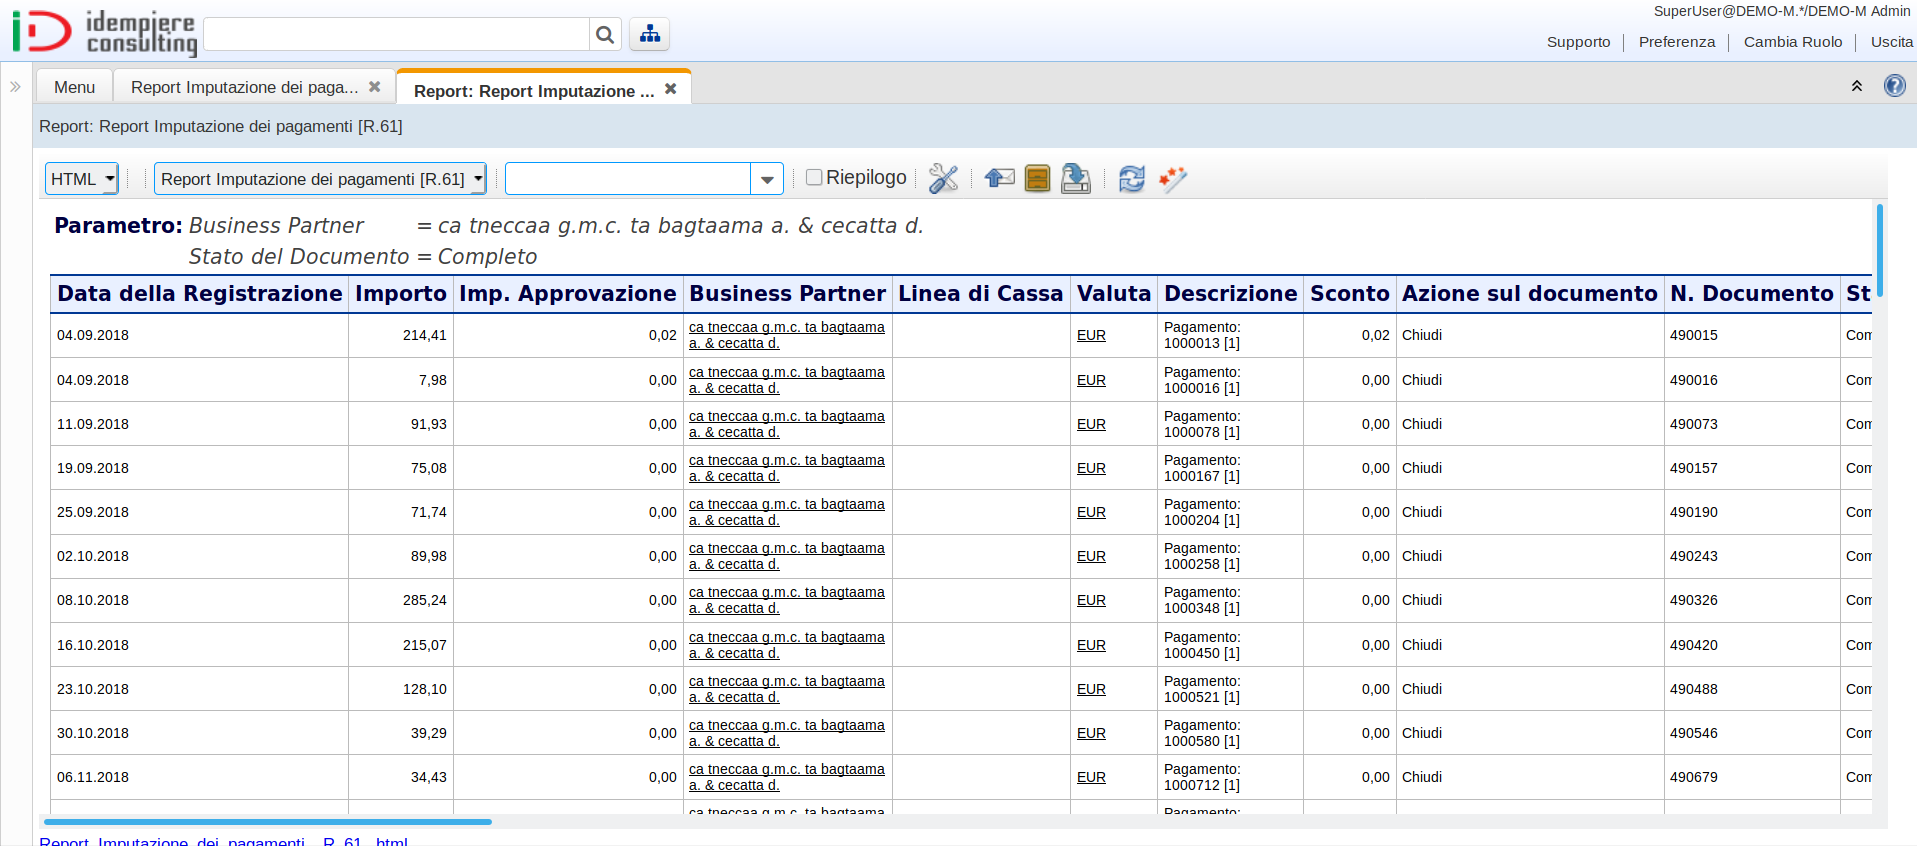 idempiere
consulting
SuperUser@DEMO-M.*/DEMO-M Admin
Supporto Preferenza Cambia Ruolo Uscita
» Menu Report Imputazione dei paga... Report: Report Imputazione ...
Report: Report Imputazione dei pagamenti [R.61]
HTML Report Imputazione dei pagamenti [R.61] Riepilogo
Parametro: Business Partner = ca tneccaa g.m.c. ta bagtaama a. & cecatta d.
Stato del Documento = Completo
Data della Registrazione Importo Imp. Approvazione Business Partner Linea di Cassa Valuta Descrizione Sconto Azione sul documento N. Documento St
04.09.2018 214,41 0,02 ca tneccaa g.m.c. ta bagtaama a. & cecatta d. EUR Pagamento: 1000013 [1] 0,02 Chiudi 490015 Com
04.09.2018 7,98 0,00 ca tneccaa g.m.c. ta bagtaama a. & cecatta d. EUR Pagamento: 1000016 [1] 0,00 Chiudi 490016 Com
11.09.2018 91,93 0,00 ca tneccaa g.m.c. ta bagtaama a. & cecatta d. EUR Pagamento: 1000078 [1] 0,00 Chiudi 490073 Com
19.09.2018 75,08 0,00 ca tneccaa g.m.c. ta bagtaama a. & cecatta d. EUR Pagamento: 1000167 [1] 0,00 Chiudi 490157 Com
25.09.2018 71,74 0,00 ca tneccaa g.m.c. ta bagtaama a. & cecatta d. EUR Pagamento: 1000204 [1] 0,00 Chiudi 490190 Com
02.10.2018 89,98 0,00 ca tneccaa g.m.c. ta bagtaama a. & cecatta d. EUR Pagamento: 1000258 [1] 0,00 Chiudi 490243 Com
08.10.2018 285,24 0,00 ca tneccaa g.m.c. ta bagtaama a. & cecatta d. EUR Pagamento: 1000348 [1] 0,00 Chiudi 490326 Com
16.10.2018 215,07 0,00 ca tneccaa g.m.c. ta bagtaama a. & cecatta d. EUR Pagamento: 1000450 [1] 0,00 Chiudi 490420 Com
23.10.2018 128,10 0,00 ca tneccaa g.m.c. ta bagtaama a. & cecatta d. EUR Pagamento: 1000521 [1] 0,00 Chiudi 490488 Com
30.10.2018 39,29 0,00 ca tneccaa g.m.c. ta bagtaama a. & cecatta d. EUR Pagamento: 1000580 [1] 0,00 Chiudi 490546 Com
06.11.2018 34,43 0,00 ca tneccaa g.m.c. ta bagtaama a. & cecatta d. EUR Pagamento: 1000712 [1] 0,00 Chiudi 490679 Com
ca tneccaa g.m.c. ta bagtaama Pagamento:
Report_Imputazione_dei_pagamenti__R_61_.html